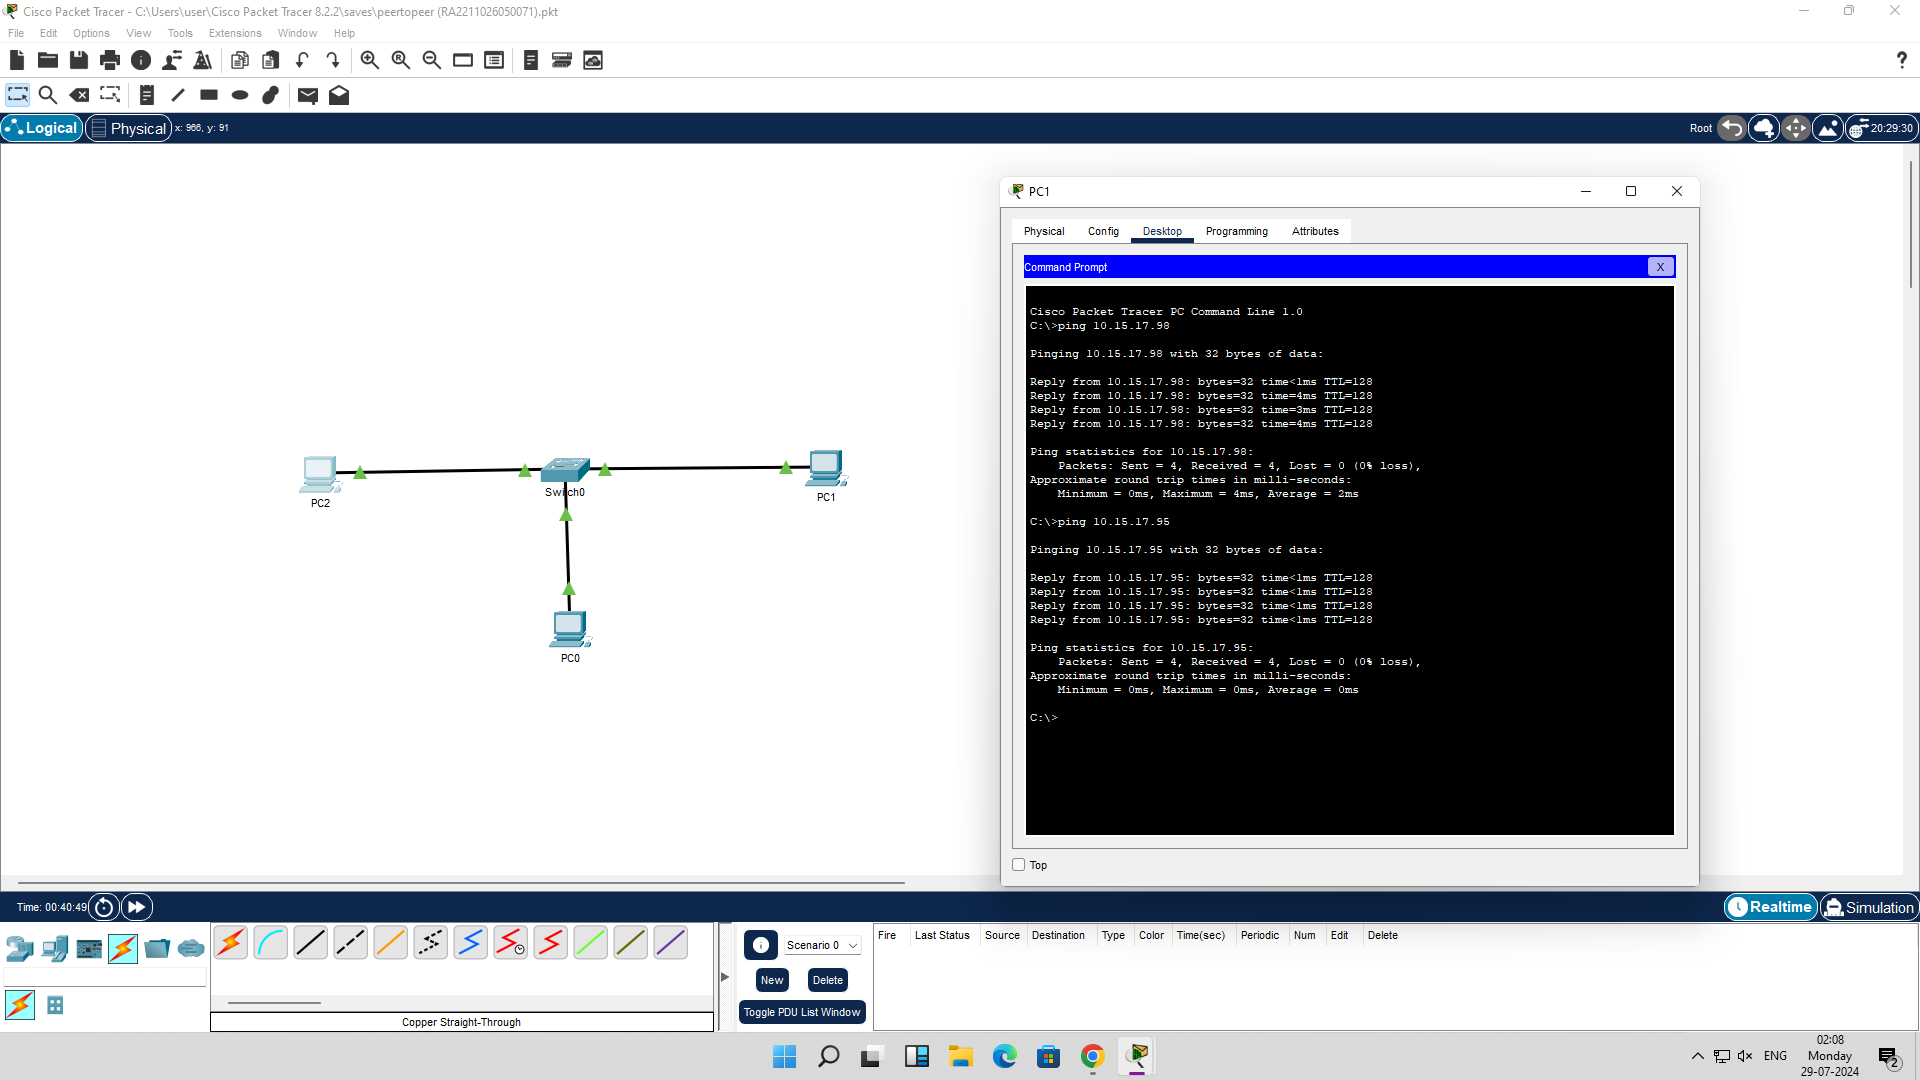 Cisco Packet Tracer - C:\Users\user\Cisco Packet Tracer 8.2.2\saves\peertopeer (RA2211026050071).pkt
File Edit Options View Tools Extensions Window Help
?
Logical Physical x: 966, y: 91 Root 20:29:30
PC1
Physical Config Desktop Programming Attributes
Command Prompt X
Cisco Packet Tracer PC Command Line 1.0
C:\>ping 10.15.17.98
Pinging 10.15.17.98 with 32 bytes of data:
Reply from 10.15.17.98: bytes=32 time<1ms TTL=128
Reply from 10.15.17.98: bytes=32 time=4ms TTL=128
Reply from 10.15.17.98: bytes=32 time=3ms TTL=128
Reply from 10.15.17.98: bytes=32 time=4ms TTL=128
Ping statistics for 10.15.17.98:
Packets: Sent = 4, Received = 4, Lost = 0 (0% loss),
Approximate round trip times in milli-seconds:
Minimum = 0ms, Maximum = 4ms, Average = 2ms
C:\>ping 10.15.17.95
Pinging 10.15.17.95 with 32 bytes of data:
Reply from 10.15.17.95: bytes=32 time<1ms TTL=128
Reply from 10.15.17.95: bytes=32 time<1ms TTL=128
Reply from 10.15.17.95: bytes=32 time<1ms TTL=128
Reply from 10.15.17.95: bytes=32 time<1ms TTL=128
Ping statistics for 10.15.17.95:
Packets: Sent = 4, Received = 4, Lost = 0 (0% loss),
Approximate round trip times in milli-seconds:
Minimum = 0ms, Maximum = 0ms, Average = 0ms
C:\>
Top
PC2
Switch0
PC1
PC0
Time: 00:40:49
Realtime Simulation
Scenario 0
New Delete
Toggle PDU List Window
Fire Last Status Source Destination Type Color Time(sec) Periodic Num Edit Delete
Copper Straight-Through
ENG
02:08
Monday
29-07-2024
2